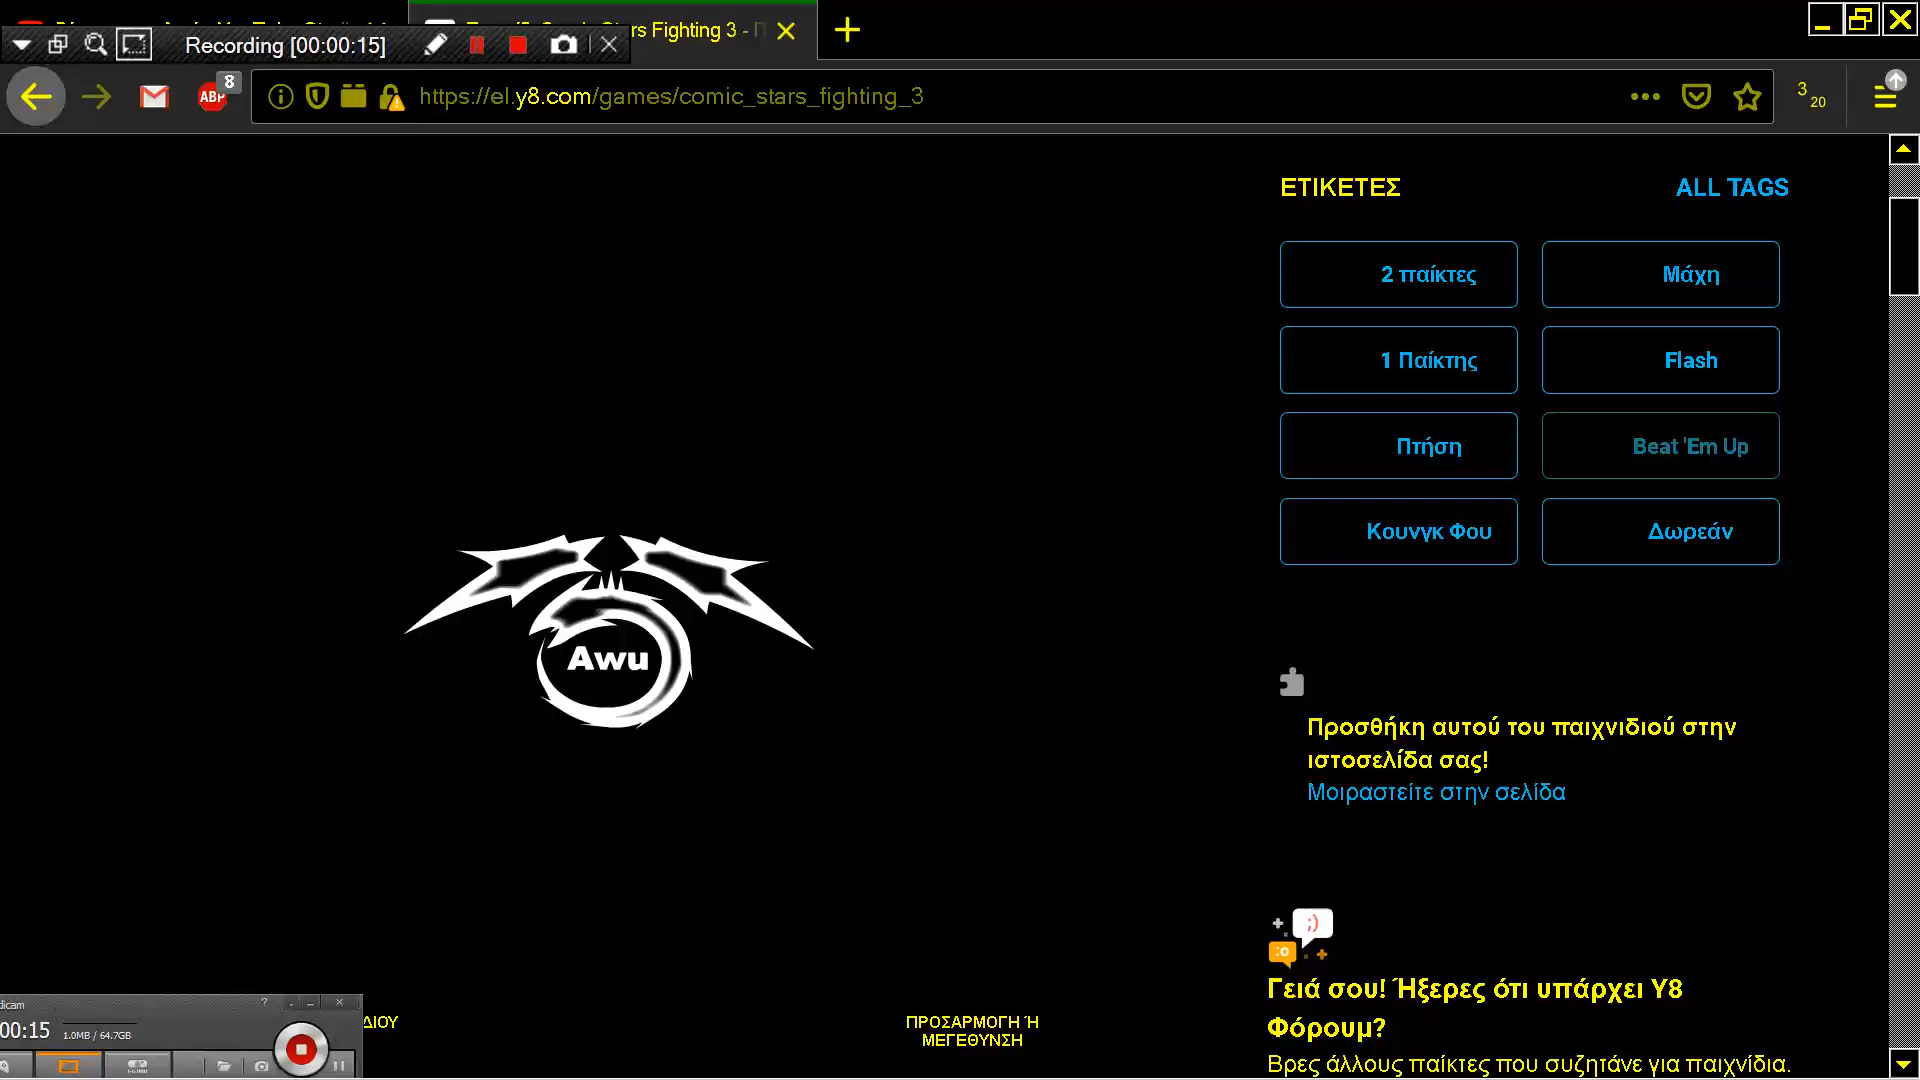 rs Fighting 3 - Π
Recording [00:00:15]
ABP
8
https://el.y8.com/games/comic_stars_fighting_3
3
20
ΕΤΙΚΕΤΕΣ
ALL TAGS
2 παίκτες
Μάχη
1 Παίκτης
Flash
Πτήση
Beat 'Em Up
Κουνγκ Φου
Δωρεάν
Awu
Προσθήκη αυτού του παιχνιδιού στην
ιστοσελίδα σας!
Μοιραστείτε στην σελίδα
;)
:o
Γειά σου! Ήξερες ότι υπάρχει Y8
Φόρουμ?
Βρες άλλους παίκτες που συζητάνε για παιχνίδια.
ΔΙΟΥ
ΠΡΟΣΑΡΜΟΓΗ Ή
ΜΕΓΕΘΥΝΣΗ
dicam
00:15
1.0MB / 64.7GB